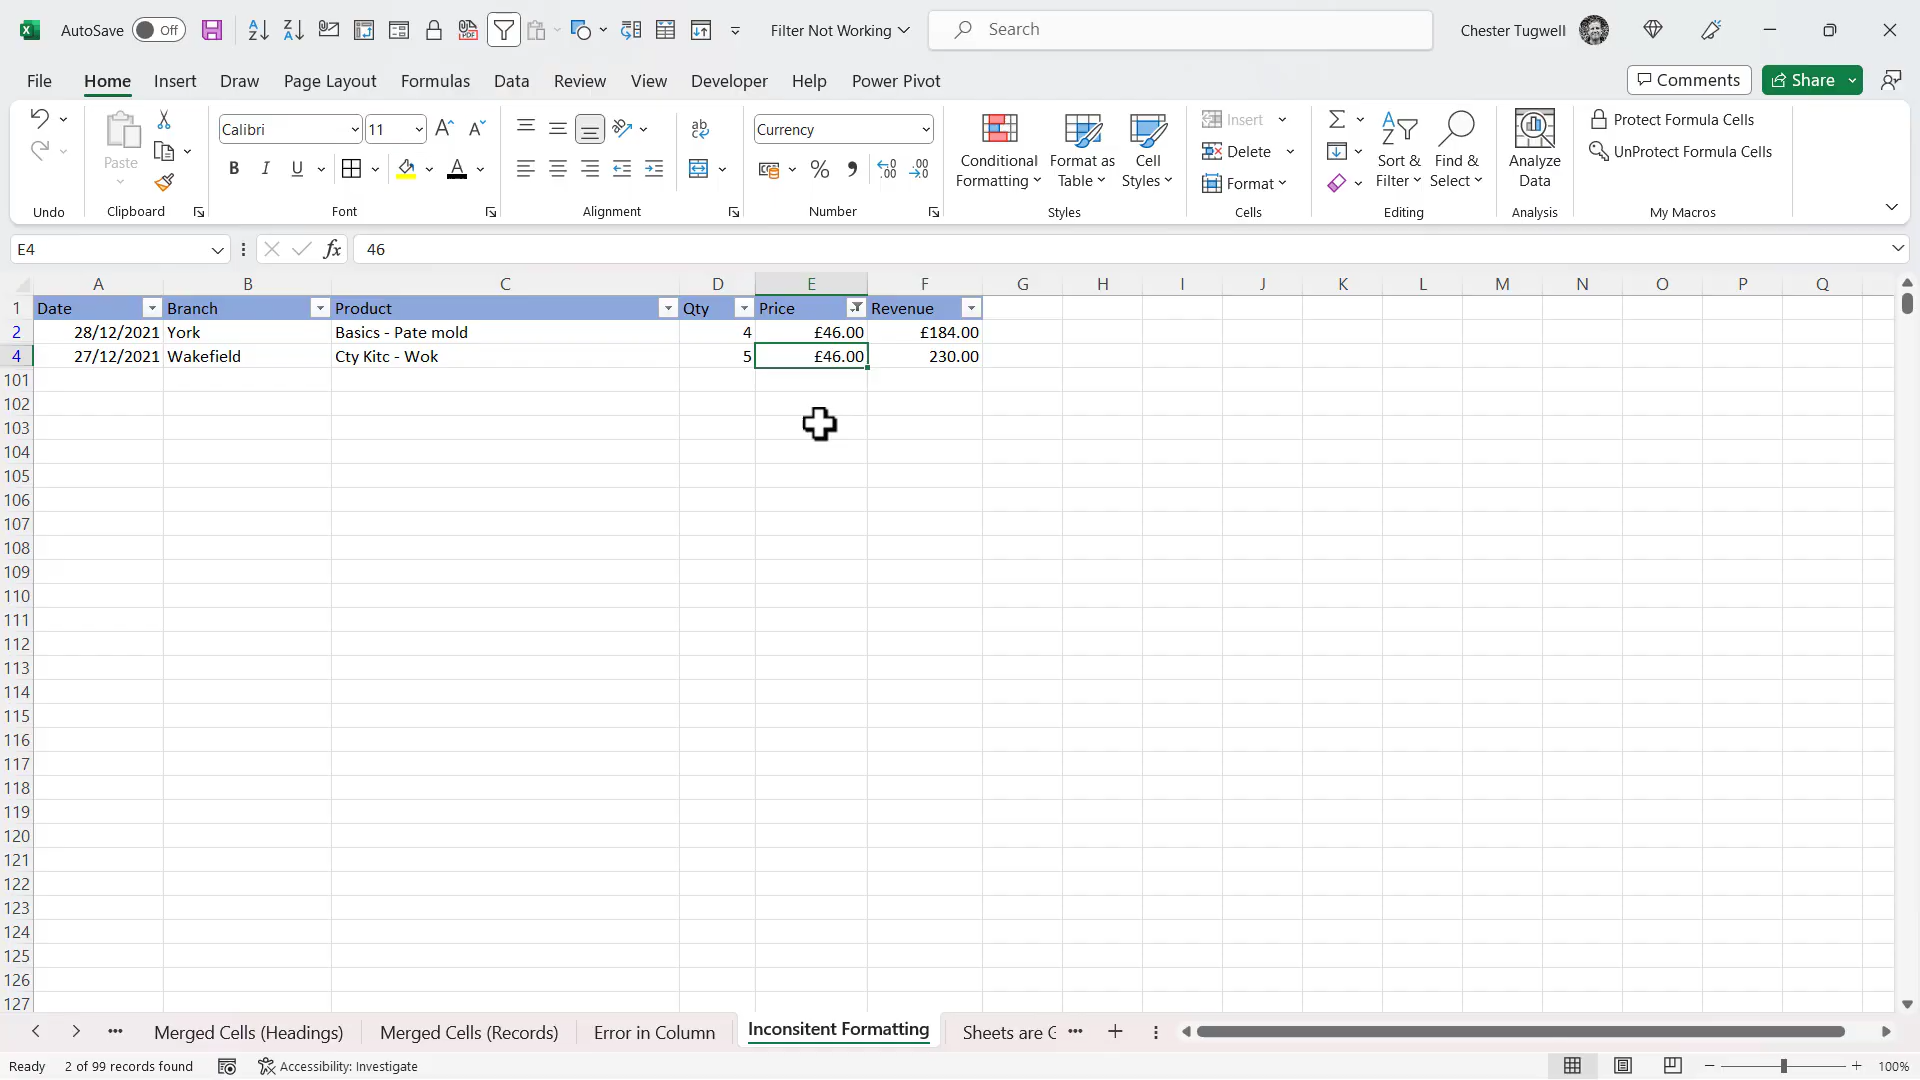 AutoSave Off Filter Not Working Search Chester Tugwell
File Home Insert Draw Page Layout Formulas Data Review View Developer Help Power Pivot Comments Share
Calibri 11 Currency
Insert
Delete
Format
Protect Formula Cells
UnProtect Formula Cells
Paste
B I U
Conditional Formatting
Format as Table
Cell Styles
Sort & Filter
Find & Select
Analyze Data
Undo Clipboard Font Alignment Number Styles Cells Editing Analysis My Macros
E4 fx 46
A B C D E F G H I J K L M N O P Q
1 Date Branch Product Qty Price Revenue
2 28/12/2021 York Basics - Pate mold 4 £46.00 £184.00
4 27/12/2021 Wakefield Cty Kitc - Wok 5 £46.00 230.00
101
102
103
104
105
106
107
108
109
110
111
112
113
114
115
116
117
118
119
120
121
122
123
124
125
126
127
Merged Cells (Headings) Merged Cells (Records) Error in Column Inconsitent Formatting Sheets are G
Ready 2 of 99 records found Accessibility: Investigate 100%